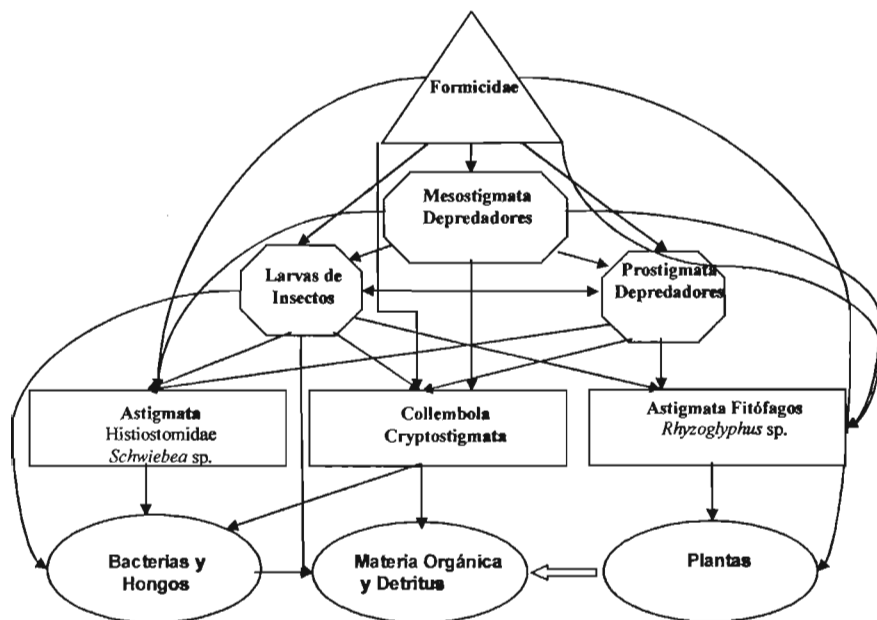 Formicidae
Mesostigmata
Depredadores
Larvas de
Insectos
Prostigmata
Depredadores
Astigmata
Histiostomidae
Schwiebea sp.
Collembola
Cryptostigmata
Astigmata Fitófagos
Rhyzoglyphus sp.
Bacterias y
Hongos
Materia Orgánica
y Detritus
Plantas